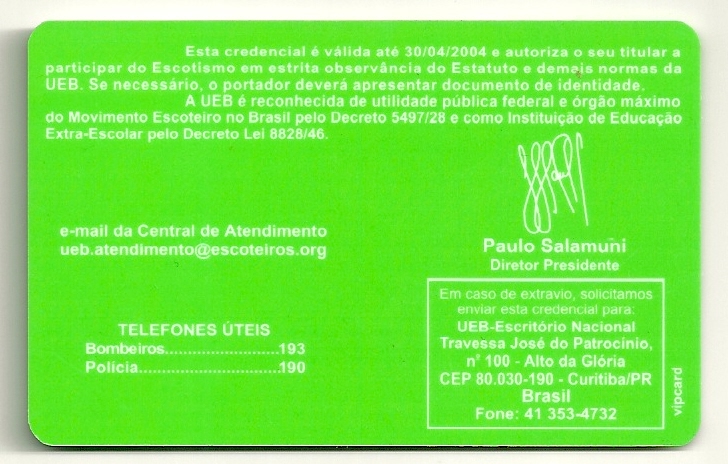 Esta credencial é válida até 30/04/2004 e autoriza o seu titular a
participar do Escotismo em estrita observância do Estatuto e demais normas da
UEB. Se necessário, o portador deverá apresentar documento de identidade.
A UEB é reconhecida de utilidade pública federal e órgão máximo
do Movimento Escoteiro no Brasil pelo Decreto 5497/28 e como Instituição de Educação
Extra-Escolar pelo Decreto Lei 8828/46.
e-mail da Central de Atendimento
ueb.atendimento@escoteiros.org
Paulo Salamuni
Diretor Presidente
TELEFONES ÚTEIS
Bombeiros..........................193
Polícia................................190
Em caso de extravio, solicitamos
enviar esta credencial para:
UEB-Escritório Nacional
Travessa José do Patrocinio,
nº 100 - Alto da Glória
CEP 80.030-190 - Curitiba/PR
Brasil
Fone: 41 353-4732
vipcard